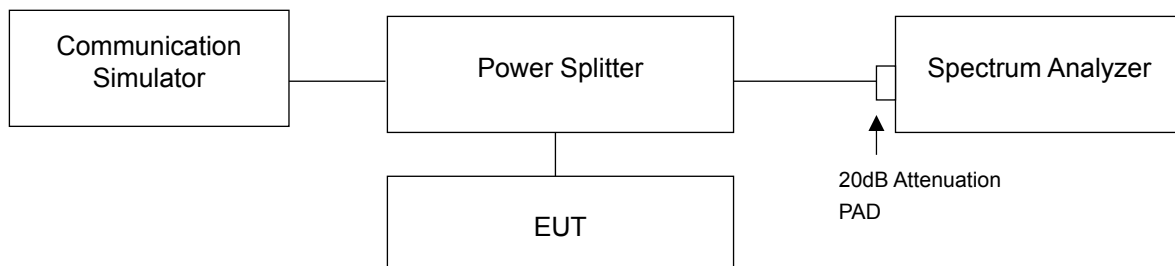 Communication
Simulator
Power Splitter
Spectrum Analyzer
20dB Attenuation
PAD
EUT